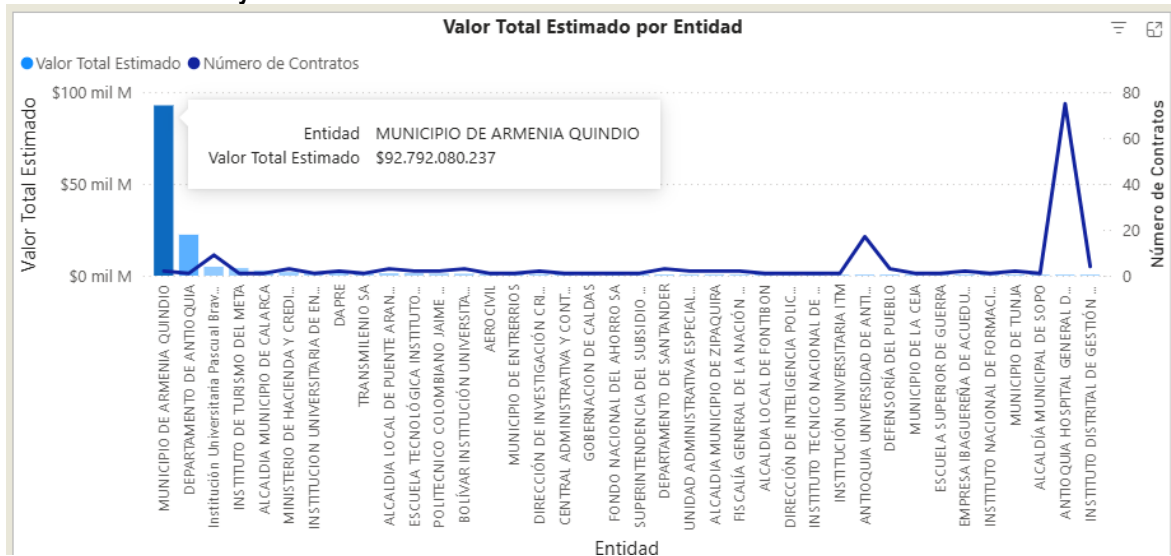 Valor Total Estimado por Entidad
Valor Total Estimado Número de Contratos
Valor Total Estimado
$100 mil M
$50 mil M
$0 mil M
Entidad MUNICIPIO DE ARMENIA QUINDIO
Valor Total Estimado $92.792.080.237
80
60
40
20
0
Número de Contratos
MUNICIPIO DE ARMENIA QUINDIO
DEPARTAMENTO DE ANTIOQUIA
Institución Universitaria Pascual Brav...
INSTITUTO DE TURISMO DEL META
ALCALDIA MUNICIPIO DE CALARCA
MINISTERIO DE HACIENDA Y CREDI...
INSTITUCION UNIVERSITARIA DE EN...
DAPRE
TRANSMILENIO SA
ALCALDIA LOCAL DE PUENTE ARAN...
ESCUELA TECNOLÓGICA INSTITUTO...
POLITECNICO COLOMBIANO JAIME ...
BOLÍVAR INSTITUCIÓN UNIVERSITA...
AEROCIVIL
MUNICIPIO DE ENTRERRIOS
DIRECCIÓN DE INVESTIGACIÓN CRI...
CENTRAL ADMINISTRATIVA Y CONT...
GOBERNACION DE CALDAS
FONDO NACIONAL DEL AHORRO SA
SUPERINTENDENCIA DEL SUBSIDIO ...
DEPARTAMENTO DE SANTANDER
UNIDAD ADMINISTRATIVA ESPECIAL...
ALCALDIA MUNICIPIO DE ZIPAQUIRA
FISCALÍA GENERAL DE LA NACIÓN ...
ALCALDIA LOCAL DE FONTIBON
DIRECCIÓN DE INTELIGENCIA POLIC...
INSTITUTO TECNICO NACIONAL DE ...
INSTITUCIÓN UNIVERSITARIA ITM
ANTIOQUIA UNIVERSIDAD DE ANTI...
DEFENSORÍA DEL PUEBLO
MUNICIPIO DE LA CEJA
ESCUELA SUPERIOR DE GUERRA
EMPRESA IBAGUEREÑA DE ACUEDU...
INSTITUTO NACIONAL DE FORMACI...
MUNICIPIO DE TUNJA
ALCALDÍA MUNICIPAL DE SOPO
ANTIOQUIA HOSPITAL GENERAL D...
INSTITUTO DISTRITAL DE GESTIÓN ...
Entidad